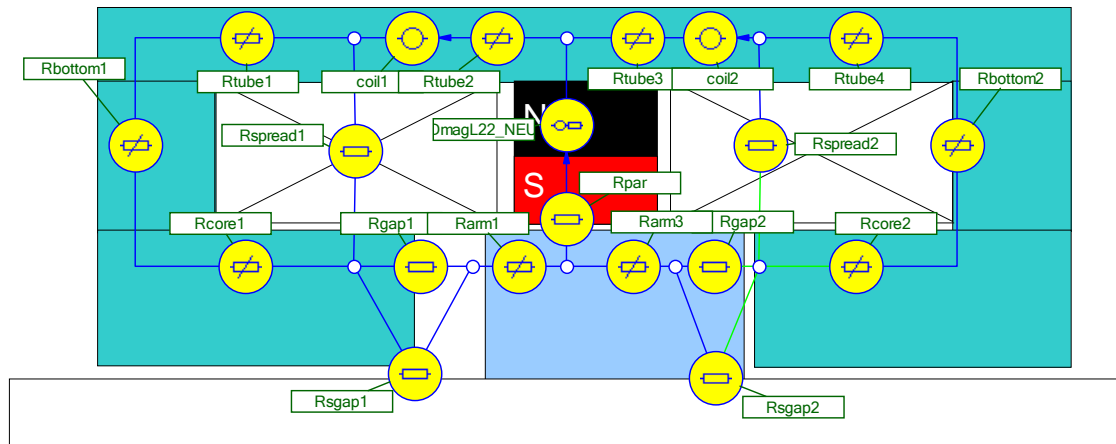 Rbottom1
Rtube1
coil1
Rtube2
Rtube3
coil2
Rtube4
Rbottom2
Rspread1
N
DmagL22_NEU
Rspread2
S
Rpar
Rcore1
Rgap1
Rarm1
Rarm3
Rgap2
Rcore2
Rsgap1
Rsgap2